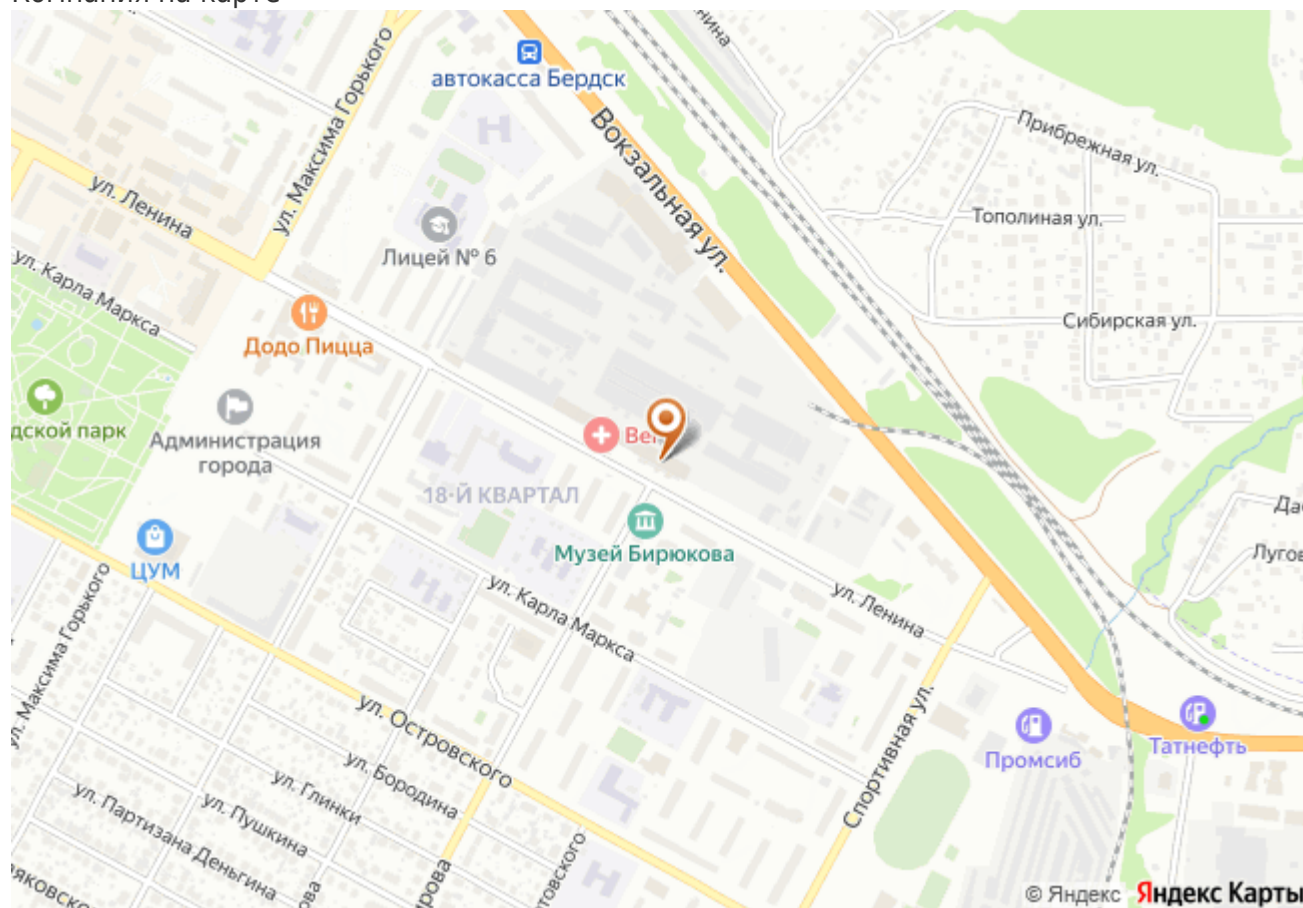 автокасса Бердск
ул. Максима Горького
Вокзальная ул.
Прибрежная ул.
Тополиная ул.
Сибирская ул.
ул. Ленина
Лицей № 6
ул. Карла Маркса
Додо Пицца
Администрация
города
18-Й КВАРТАЛ
Музей Бирюкова
ЦУМ
ул. Карла Маркса
ул. Ленина
ул. Максима Горького
ул. Островского
Спортивная ул.
Промсиб
Татнефть
ул. Бородина
ул. Глинки
ул. Пушкина
ул. Партизана Деньгина
© Яндекс Яндекс Карты